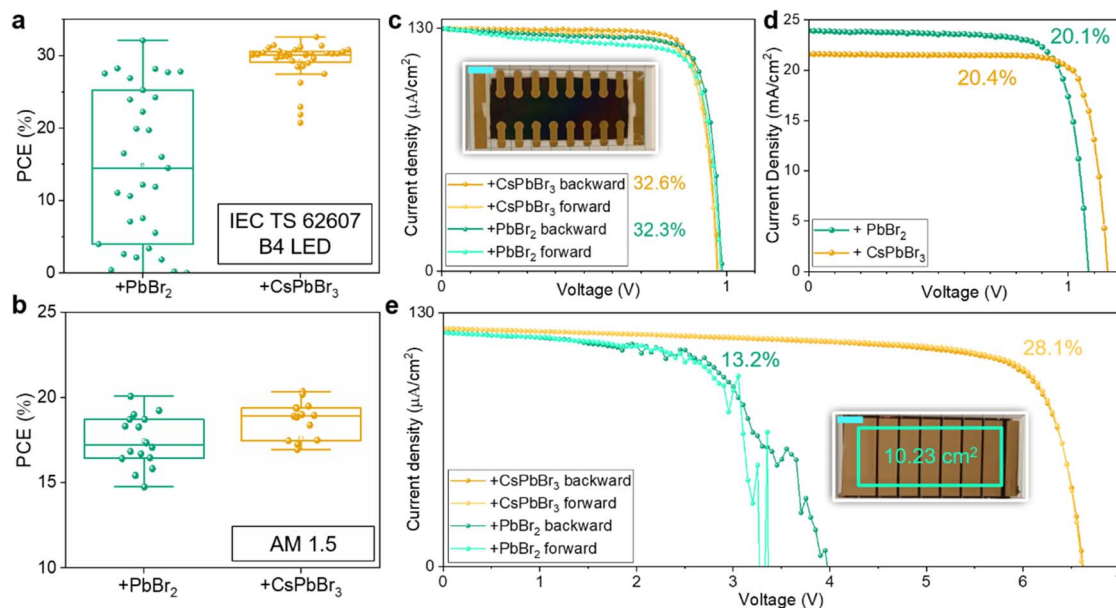 a
PCE (%)
40
30
20
10
0
IEC TS 62607
B4 LED
+PbBr₂
+CsPbBr₃
b
PCE (%)
25
20
15
10
AM 1.5
+PbBr₂
+CsPbBr₃
c
Current density (µA/cm²)
130
0
+CsPbBr₃ backward 32.6%
+CsPbBr₃ forward
+PbBr₂ backward 32.3%
+PbBr₂ forward
0
1
Voltage (V)
d
Current Density (mA/cm²)
25
20
15
10
5
0
20.1%
20.4%
+ PbBr₂
+ CsPbBr₃
0
1
Voltage (V)
e
Current density (µA/cm²)
130
0
13.2%
28.1%
10.23 cm²
+CsPbBr₃ backward
+CsPbBr₃ forward
+PbBr₂ backward
+PbBr₂ forward
0 1 2 3 4 5 6
Voltage (V)